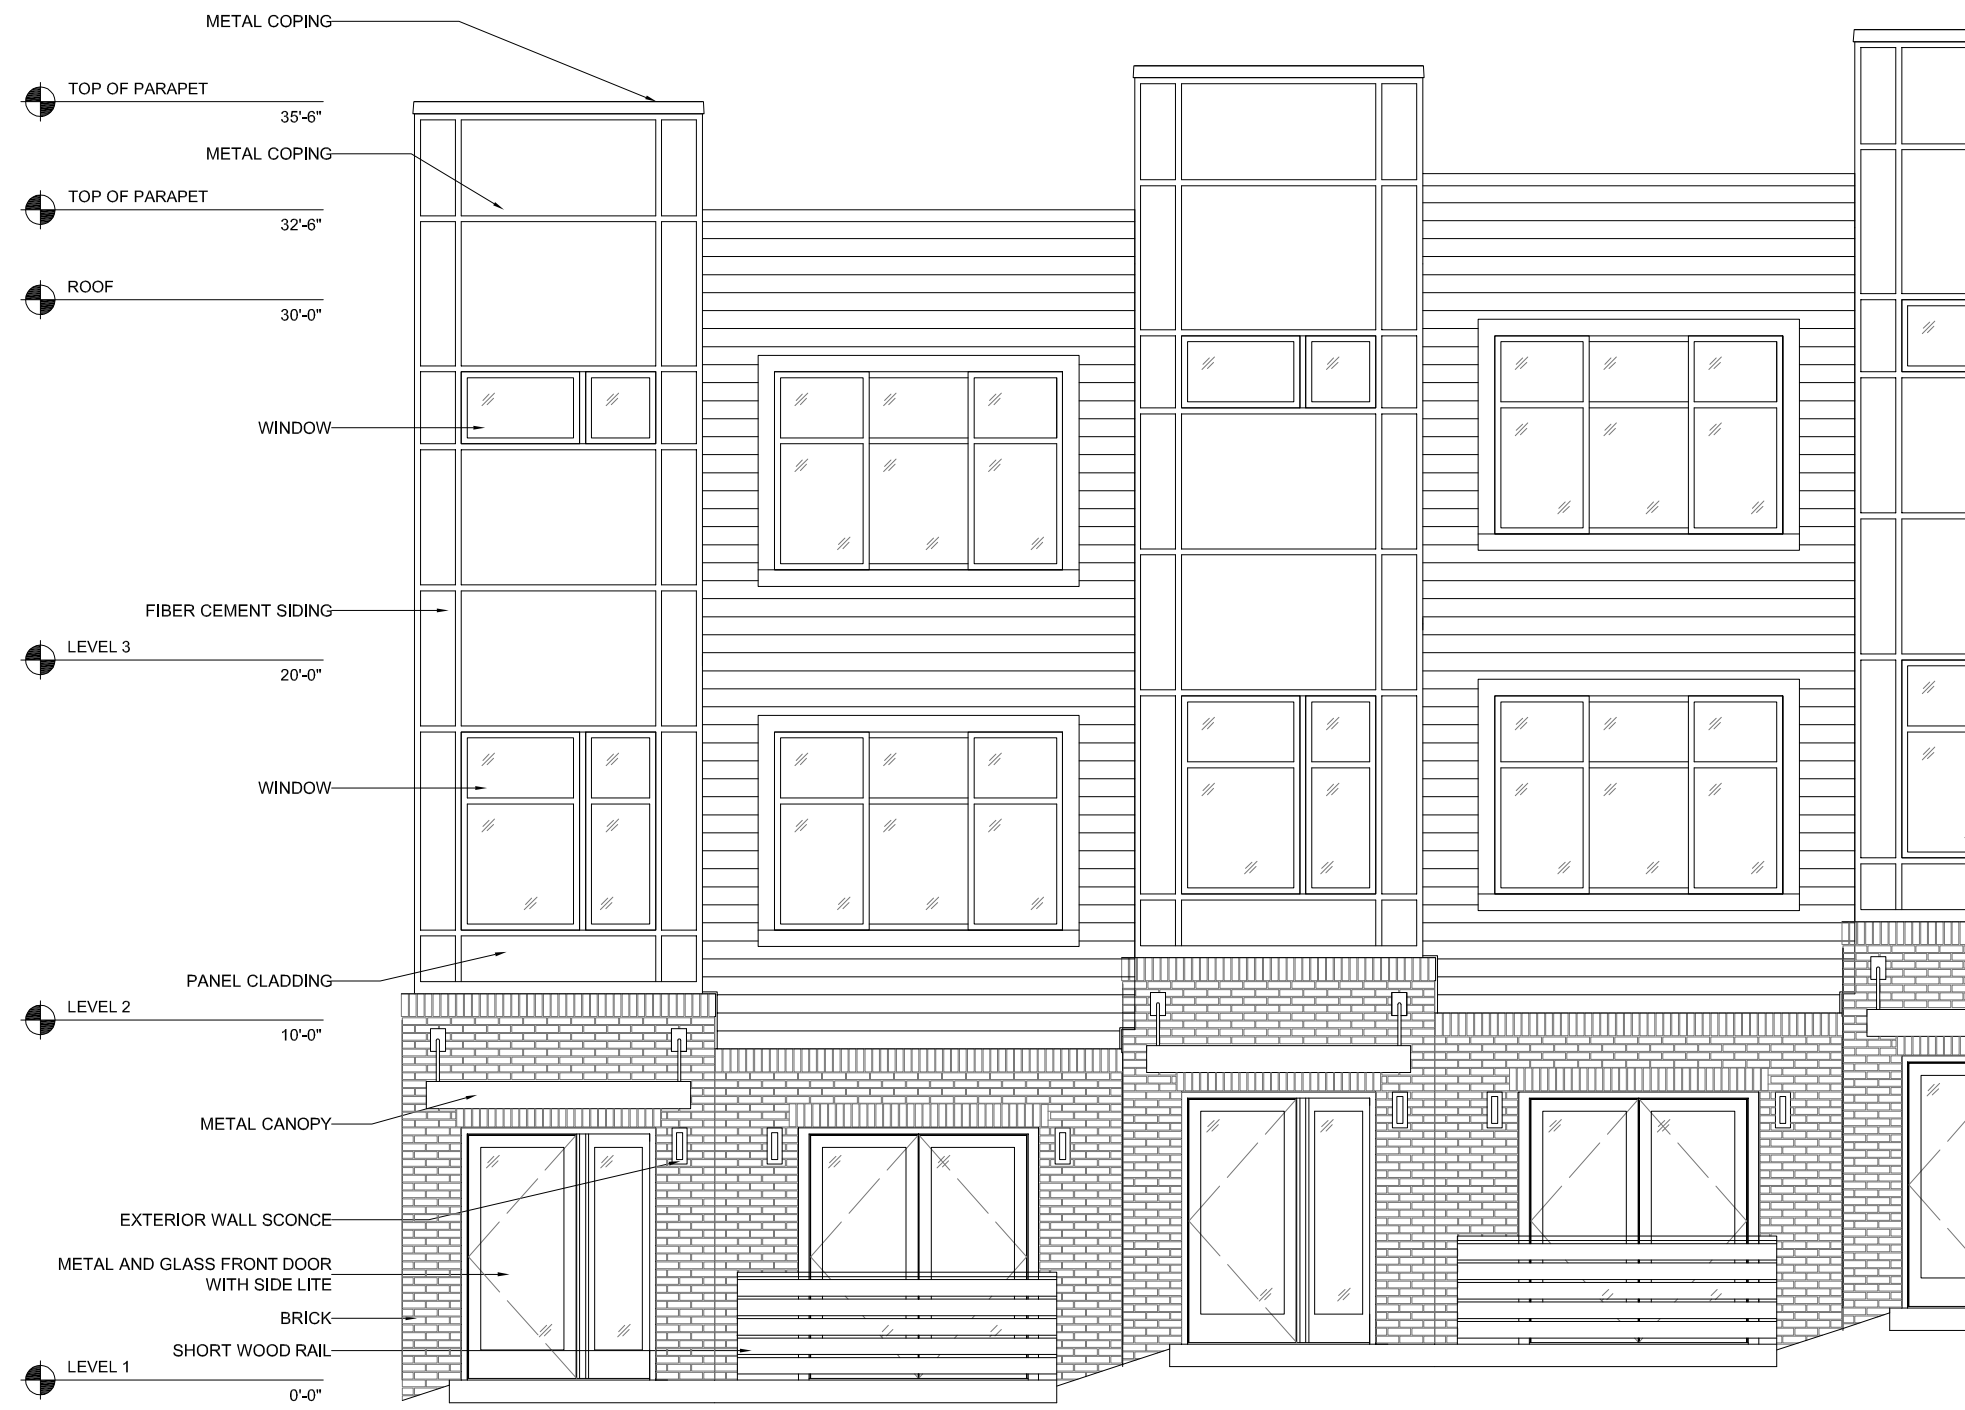 METAL COPING
TOP OF PARAPET
35'-6"
METAL COPING
TOP OF PARAPET
32'-6"
ROOF
30'-0"
WINDOW
FIBER CEMENT SIDING
LEVEL 3
20'-0"
WINDOW
PANEL CLADDING
LEVEL 2
10'-0"
METAL CANOPY
EXTERIOR WALL SCONCE
METAL AND GLASS FRONT DOOR
WITH SIDE LITE
BRICK
SHORT WOOD RAIL
LEVEL 1
0'-0"